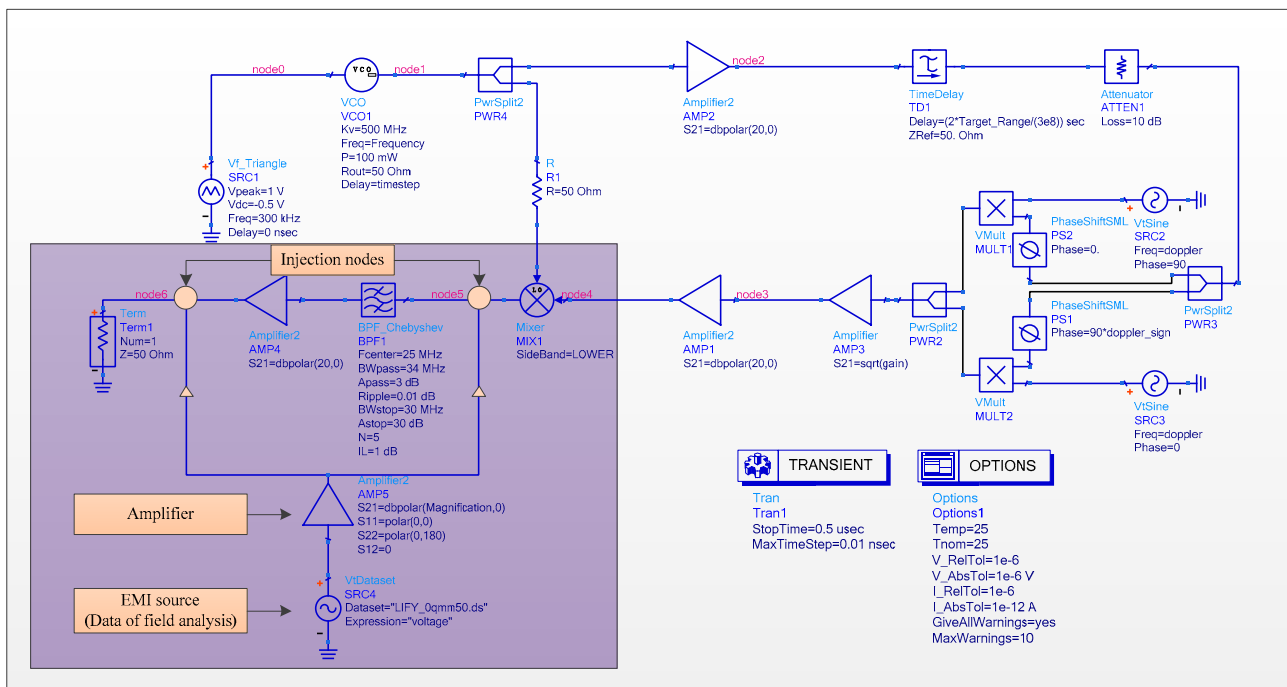 node0
VCO
node1
VCO
VCO1
Kv=500 MHz
Freq=Frequency
P=100 mW
Rout=50 Ohm
Delay=timestep
PwrSplit2
PWR4
node2
Amplifier2
AMP2
S21=dbpolar(20,0)
TimeDelay
TD1
Delay=(2*Target_Range/(3e8)) sec
ZRef=50. Ohm
Attenuator
ATTEN1
Loss=10 dB
Vf_Triangle
SRC1
Vpeak=1 V
Vdc=-0.5 V
Freq=300 kHz
Delay=0 nsec
R
R1
R=50 Ohm
VMult
MULT1
PhaseShiftSML
PS2
Phase=0.
VtSine
SRC2
Freq=doppler
Phase=90
PwrSplit2
PWR3
PhaseShiftSML
PS1
Phase=90*doppler_sign
VMult
MULT2
VtSine
SRC3
Freq=doppler
Phase=0
Injection nodes
node6
node5
LO
node4
node3
Term
Term1
Num=1
Z=50 Ohm
Amplifier2
AMP4
S21=dbpolar(20,0)
BPF_Chebyshev
BPF1
Fcenter=25 MHz
BWpass=34 MHz
Apass=3 dB
Ripple=0.01 dB
BWstop=30 MHz
Astop=30 dB
N=5
IL=1 dB
Mixer
MIX1
SideBand=LOWER
Amplifier2
AMP1
S21=dbpolar(20,0)
Amplifier
AMP3
S21=sqrt(gain)
PwrSplit2
PWR2
Amplifier2
AMP5
S21=dbpolar(Magnification,0)
S11=polar(0,0)
S22=polar(0,180)
S12=0
Amplifier
VtDataset
SRC4
Dataset="LIFY_0qmm50.ds"
Expression="voltage"
EMI source
(Data of field analysis)
TRANSIENT
Tran
Tran1
StopTime=0.5 usec
MaxTimeStep=0.01 nsec
OPTIONS
Options
Options1
Temp=25
Tnom=25
V_RelTol=1e-6
V_AbsTol=1e-6 V
I_RelTol=1e-6
I_AbsTol=1e-12 A
GiveAllWarnings=yes
MaxWarnings=10